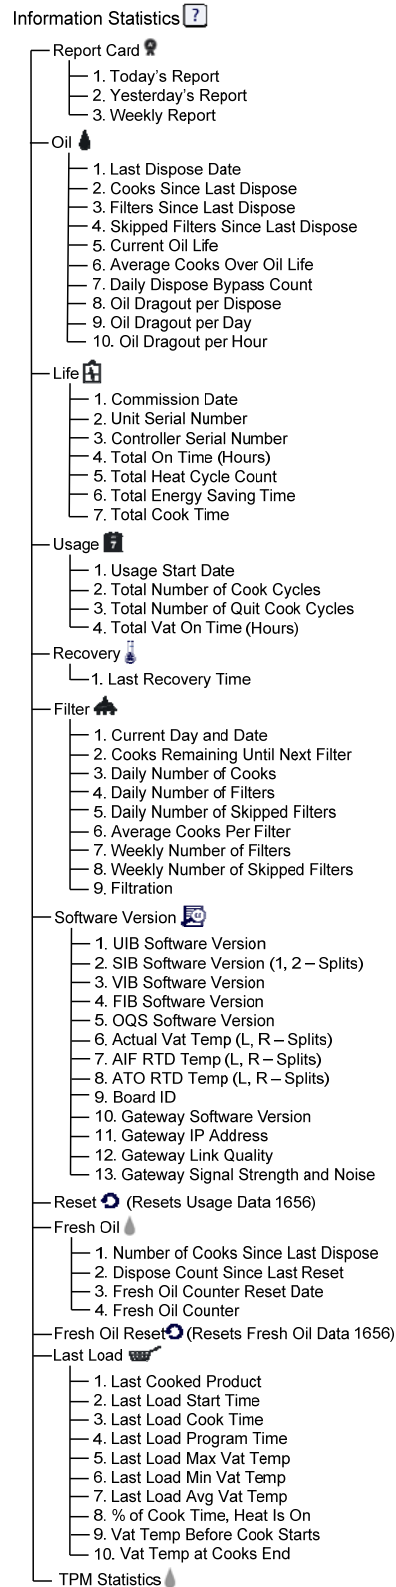 Information Statistics ?
Report Card
1. Today's Report
2. Yesterday's Report
3. Weekly Report
Oil
1. Last Dispose Date
2. Cooks Since Last Dispose
3. Filters Since Last Dispose
4. Skipped Filters Since Last Dispose
5. Current Oil Life
6. Average Cooks Over Oil Life
7. Daily Dispose Bypass Count
8. Oil Dragout per Dispose
9. Oil Dragout per Day
10. Oil Dragout per Hour
Life
1. Commission Date
2. Unit Serial Number
3. Controller Serial Number
4. Total On Time (Hours)
5. Total Heat Cycle Count
6. Total Energy Saving Time
7. Total Cook Time
Usage 7
1. Usage Start Date
2. Total Number of Cook Cycles
3. Total Number of Quit Cook Cycles
4. Total Vat On Time (Hours)
Recovery
1. Last Recovery Time
Filter
1. Current Day and Date
2. Cooks Remaining Until Next Filter
3. Daily Number of Cooks
4. Daily Number of Filters
5. Daily Number of Skipped Filters
6. Average Cooks Per Filter
7. Weekly Number of Filters
8. Weekly Number of Skipped Filters
9. Filtration
Software Version
1. UIB Software Version
2. SIB Software Version (1, 2 – Splits)
3. VIB Software Version
4. FIB Software Version
5. OQS Software Version
6. Actual Vat Temp (L, R – Splits)
7. AIF RTD Temp (L, R – Splits)
8. ATO RTD Temp (L, R – Splits)
9. Board ID
10. Gateway Software Version
11. Gateway IP Address
12. Gateway Link Quality
13. Gateway Signal Strength and Noise
Reset (Resets Usage Data 1656)
Fresh Oil
1. Number of Cooks Since Last Dispose
2. Dispose Count Since Last Reset
3. Fresh Oil Counter Reset Date
4. Fresh Oil Counter
Fresh Oil Reset (Resets Fresh Oil Data 1656)
Last Load
1. Last Cooked Product
2. Last Load Start Time
3. Last Load Cook Time
4. Last Load Program Time
5. Last Load Max Vat Temp
6. Last Load Min Vat Temp
7. Last Load Avg Vat Temp
8. % of Cook Time, Heat Is On
9. Vat Temp Before Cook Starts
10. Vat Temp at Cooks End
TPM Statistics